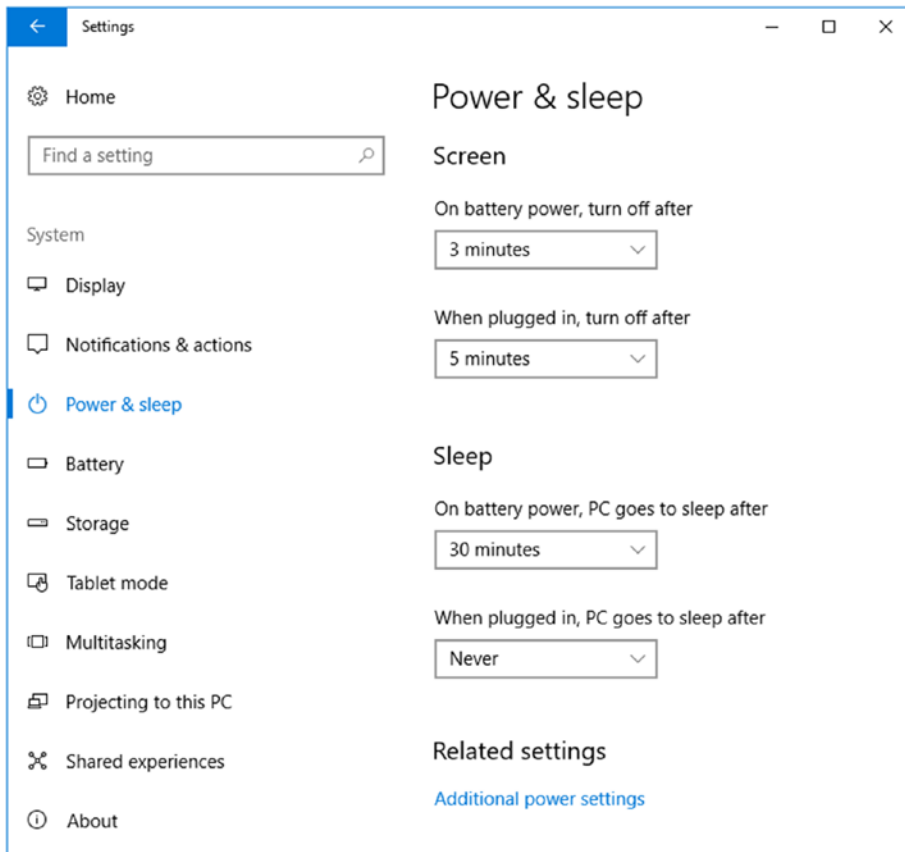 Settings
Home
Find a setting
System
Display
Notifications & actions
Power & sleep
Battery
Storage
Tablet mode
Multitasking
Projecting to this PC
Shared experiences
About
Power & sleep
Screen
On battery power, turn off after
3 minutes
When plugged in, turn off after
5 minutes
Sleep
On battery power, PC goes to sleep after
30 minutes
When plugged in, PC goes to sleep after
Never
Related settings
Additional power settings